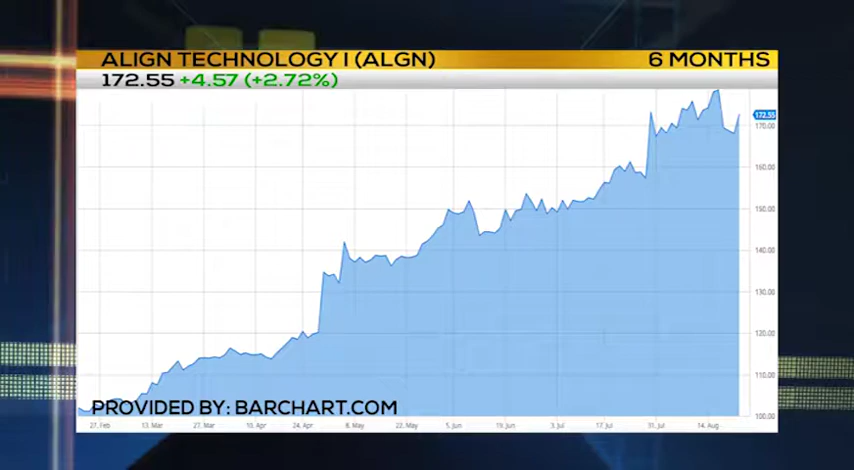 ALIGN TECHNOLOGY I (ALGN) 6 MONTHS
172.55 +4.57 (+2.72%)
172.55
170.00
160.00
150.00
140.00
130.00
120.00
110.00
100.00
PROVIDED BY: BARCHART.COM
27. Feb 13. Mar 27. Mar 10. Apr 24. Apr 8. May 22. May 5. Jun 19. Jun 3. Jul 17. Jul 31. Jul 14. Aug